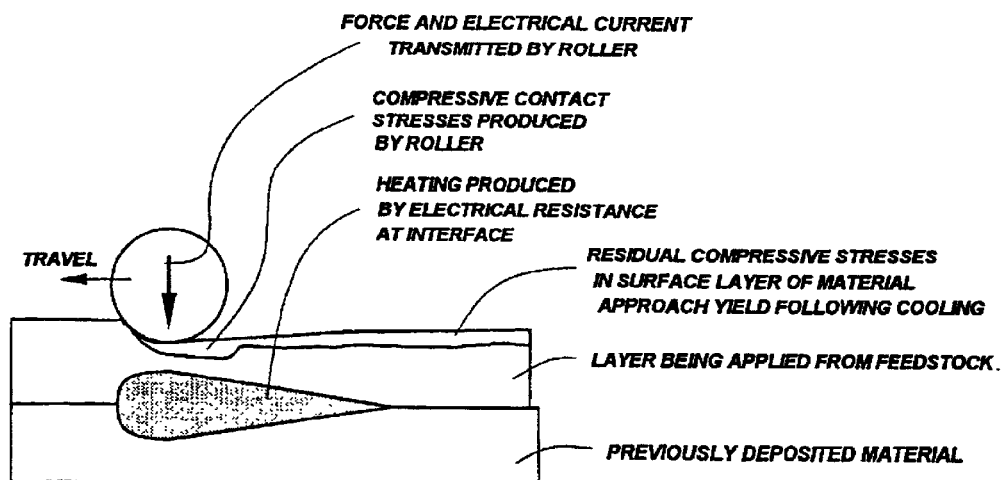 FORCE AND ELECTRICAL CURRENT
TRANSMITTED BY ROLLER
COMPRESSIVE CONTACT
STRESSES PRODUCED
BY ROLLER
HEATING PRODUCED
BY ELECTRICAL RESISTANCE
AT INTERFACE
TRAVEL
RESIDUAL COMPRESSIVE STRESSES
IN SURFACE LAYER OF MATERIAL
APPROACH YIELD FOLLOWING COOLING
LAYER BEING APPLIED FROM FEEDSTOCK.
PREVIOUSLY DEPOSITED MATERIAL